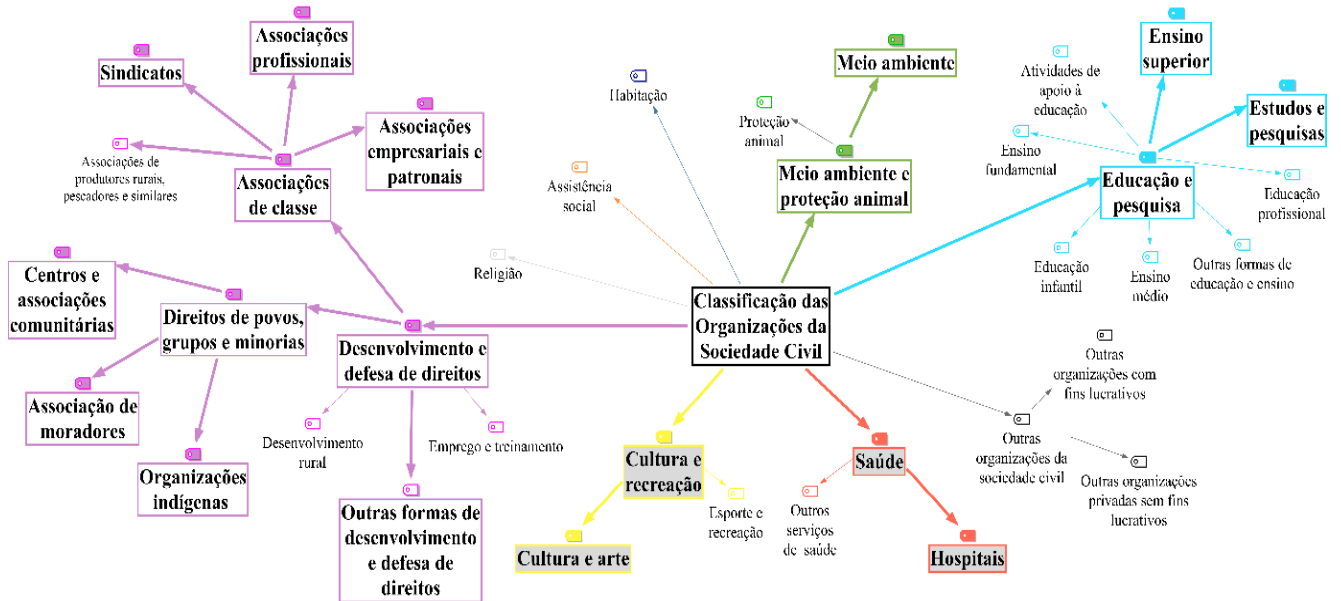 Associações
profissionais
Sindicatos
Associações
empresariais e
patronais
Associações de
produtores rurais,
pescadores e similares
Associações
de classe
Centros e
associações
comunitárias
Direitos de povos,
grupos e minorias
Associação de
moradores
Organizações
indígenas
Desenvolvimento e
defesa de direitos
Desenvolvimento
rural
Emprego e treinamento
Outras formas de
desenvolvimento
e defesa de
direitos
Habitação
Assistência
social
Religião
Meio ambiente
Proteção
animal
Meio ambiente e
proteção animal
Classificação das
Organizações da
Sociedade Civil
Ensino
superior
Atividades de
apoio à
educação
Estudos e
pesquisas
Ensino
fundamental
Educação e
pesquisa
Educação
profissional
Educação
infantil
Ensino
médio
Outras formas de
educação e ensino
Outras
organizações com
fins lucrativos
Outras
organizações da
sociedade civil
Outras organizações
privadas sem fins
lucrativos
Cultura e
recreação
Esporte e
recreação
Cultura e arte
Saúde
Outros
serviços
de saúde
Hospitais